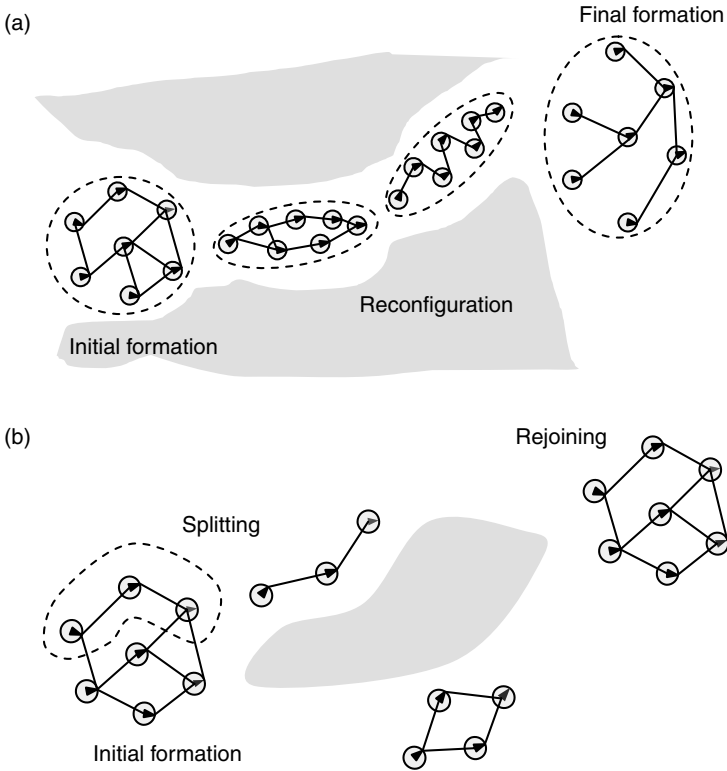 (a)
Final formation
Reconfiguration
Initial formation
(b)
Rejoining
Splitting
Initial formation